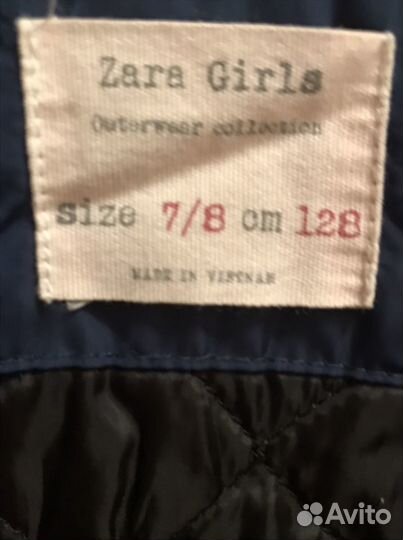 Zara Girls
Outerwear collection
size 7/8 cm 128
MADE IN VIETNAM
Avito